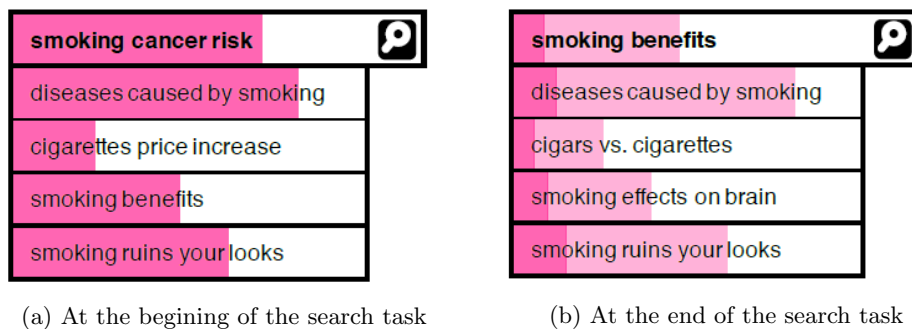 smoking cancer risk
diseases caused by smoking
cigarettes price increase
smoking benefits
smoking ruins your looks
(a) At the begining of the search task
smoking benefits
diseases caused by smoking
cigars vs. cigarettes
smoking effects on brain
smoking ruins your looks
(b) At the end of the search task